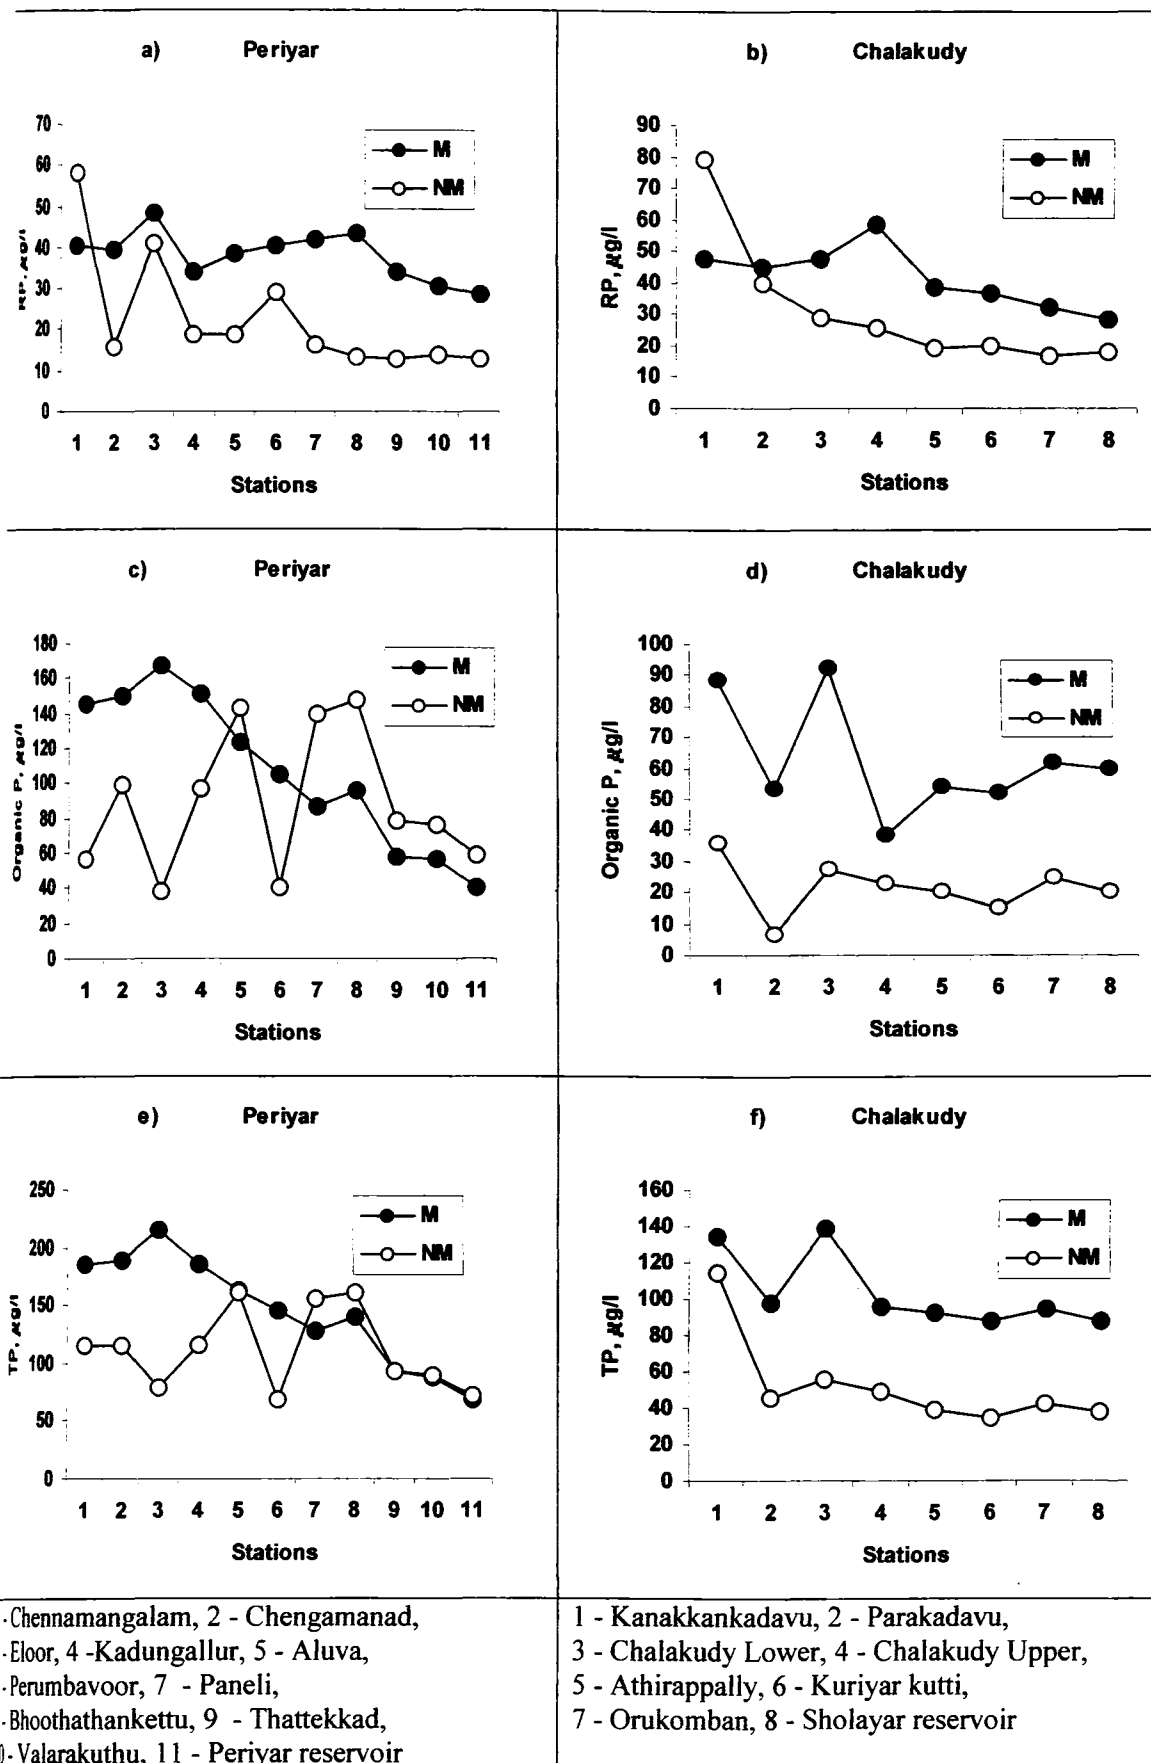 a) Periyar
70
60
50
40
30
20
10
0
RP, µg/l
M
NM
1 2 3 4 5 6 7 8 9 10 11
Stations
b) Chalakudy
90
80
70
60
50
40
30
20
10
0
RP, µg/l
M
NM
1 2 3 4 5 6 7 8
Stations
c) Periyar
180
160
140
120
100
80
60
40
20
0
Organic P, µg/l
M
NM
1 2 3 4 5 6 7 8 9 10 11
Stations
d) Chalakudy
100
90
80
70
60
50
40
30
20
10
0
Organic P, µg/l
M
NM
1 2 3 4 5 6 7 8
Stations
e) Periyar
250
200
150
100
50
0
TP, µg/l
M
NM
1 2 3 4 5 6 7 8 9 10 11
Stations
f) Chalakudy
160
140
120
100
80
60
40
20
0
TP, µg/l
M
NM
1 2 3 4 5 6 7 8
Stations
- Chennamangalam, 2 - Chengamanad,
- Eloor, 4 -Kadungallur, 5 - Aluva,
- Perumbavoor, 7 - Paneli,
- Bhoothathankettu, 9 - Thattekkad,
- Valarakuthu, 11 - Periyar reservoir
1 - Kanakkankadavu, 2 - Parakadavu,
3 - Chalakudy Lower, 4 - Chalakudy Upper,
5 - Athirappally, 6 - Kuriyar kutti,
7 - Orukomban, 8 - Sholayar reservoir